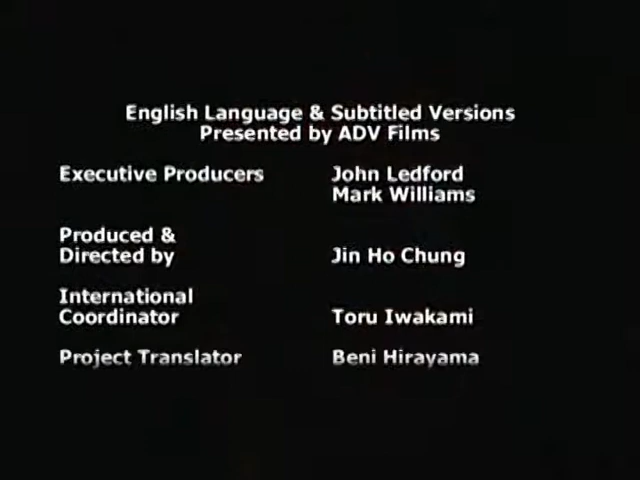 English Language & Subtitled Versions
Presented by ADV Films
Executive Producers John Ledford
Mark Williams
Produced &
Directed by Jin Ho Chung
International
Coordinator Toru Iwakami
Project Translator Beni Hirayama